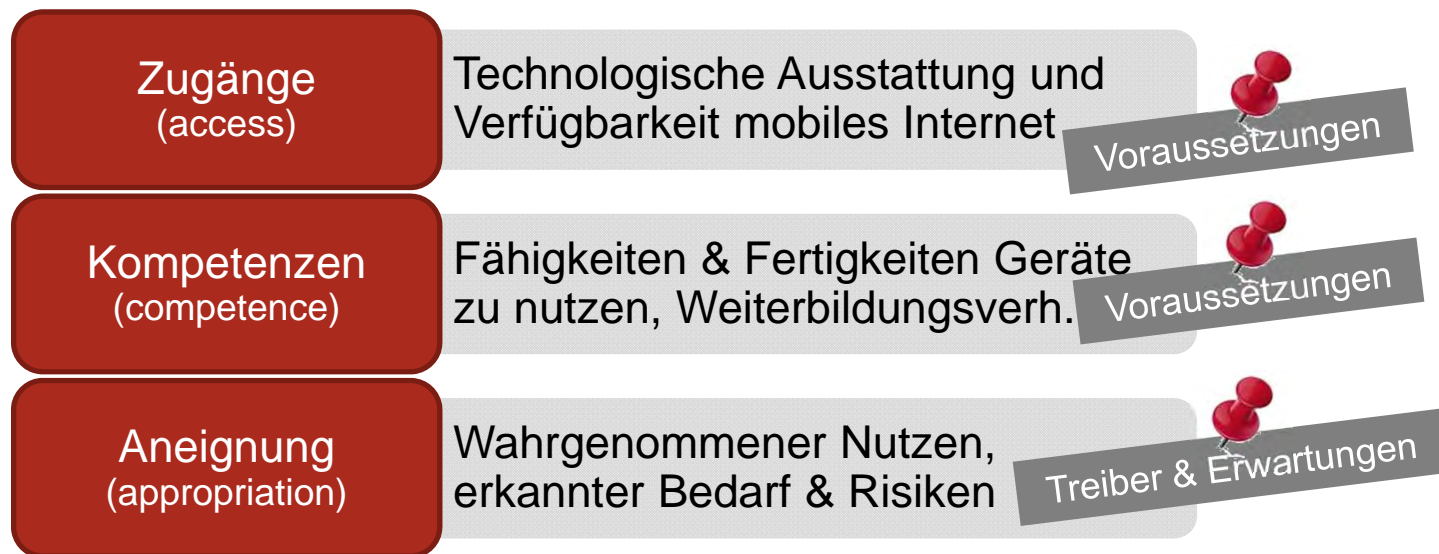 Zugänge
(access)
Technologische Ausstattung und
Verfügbarkeit mobiles Internet
Voraussetzungen
Kompetenzen
(competence)
Fähigkeiten & Fertigkeiten Geräte
zu nutzen, Weiterbildungsverh.
Voraussetzungen
Aneignung
(appropriation)
Wahrgenommener Nutzen,
erkannter Bedarf & Risiken
Treiber & Erwartungen